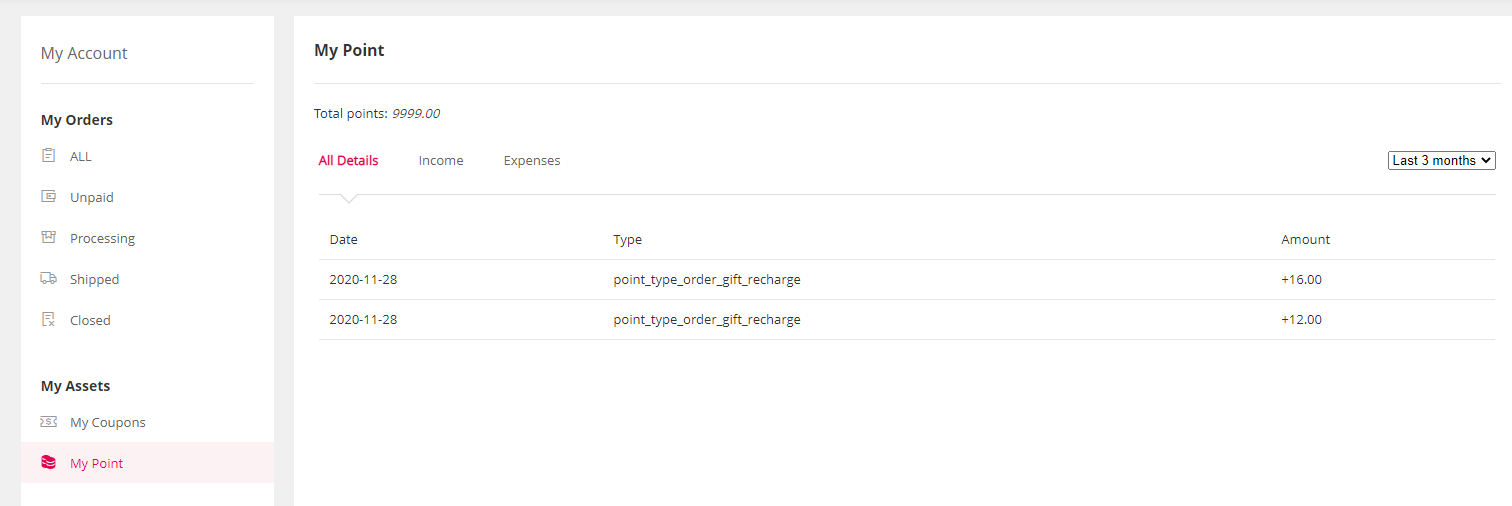 My Account
My Orders
ALL
Unpaid
Processing
Shipped
Closed
My Assets
My Coupons
My Point
My Point
Total points: 9999.00
All Details Income Expenses Last 3 months
Date Type Amount
2020-11-28 point_type_order_gift_recharge +16.00
2020-11-28 point_type_order_gift_recharge +12.00